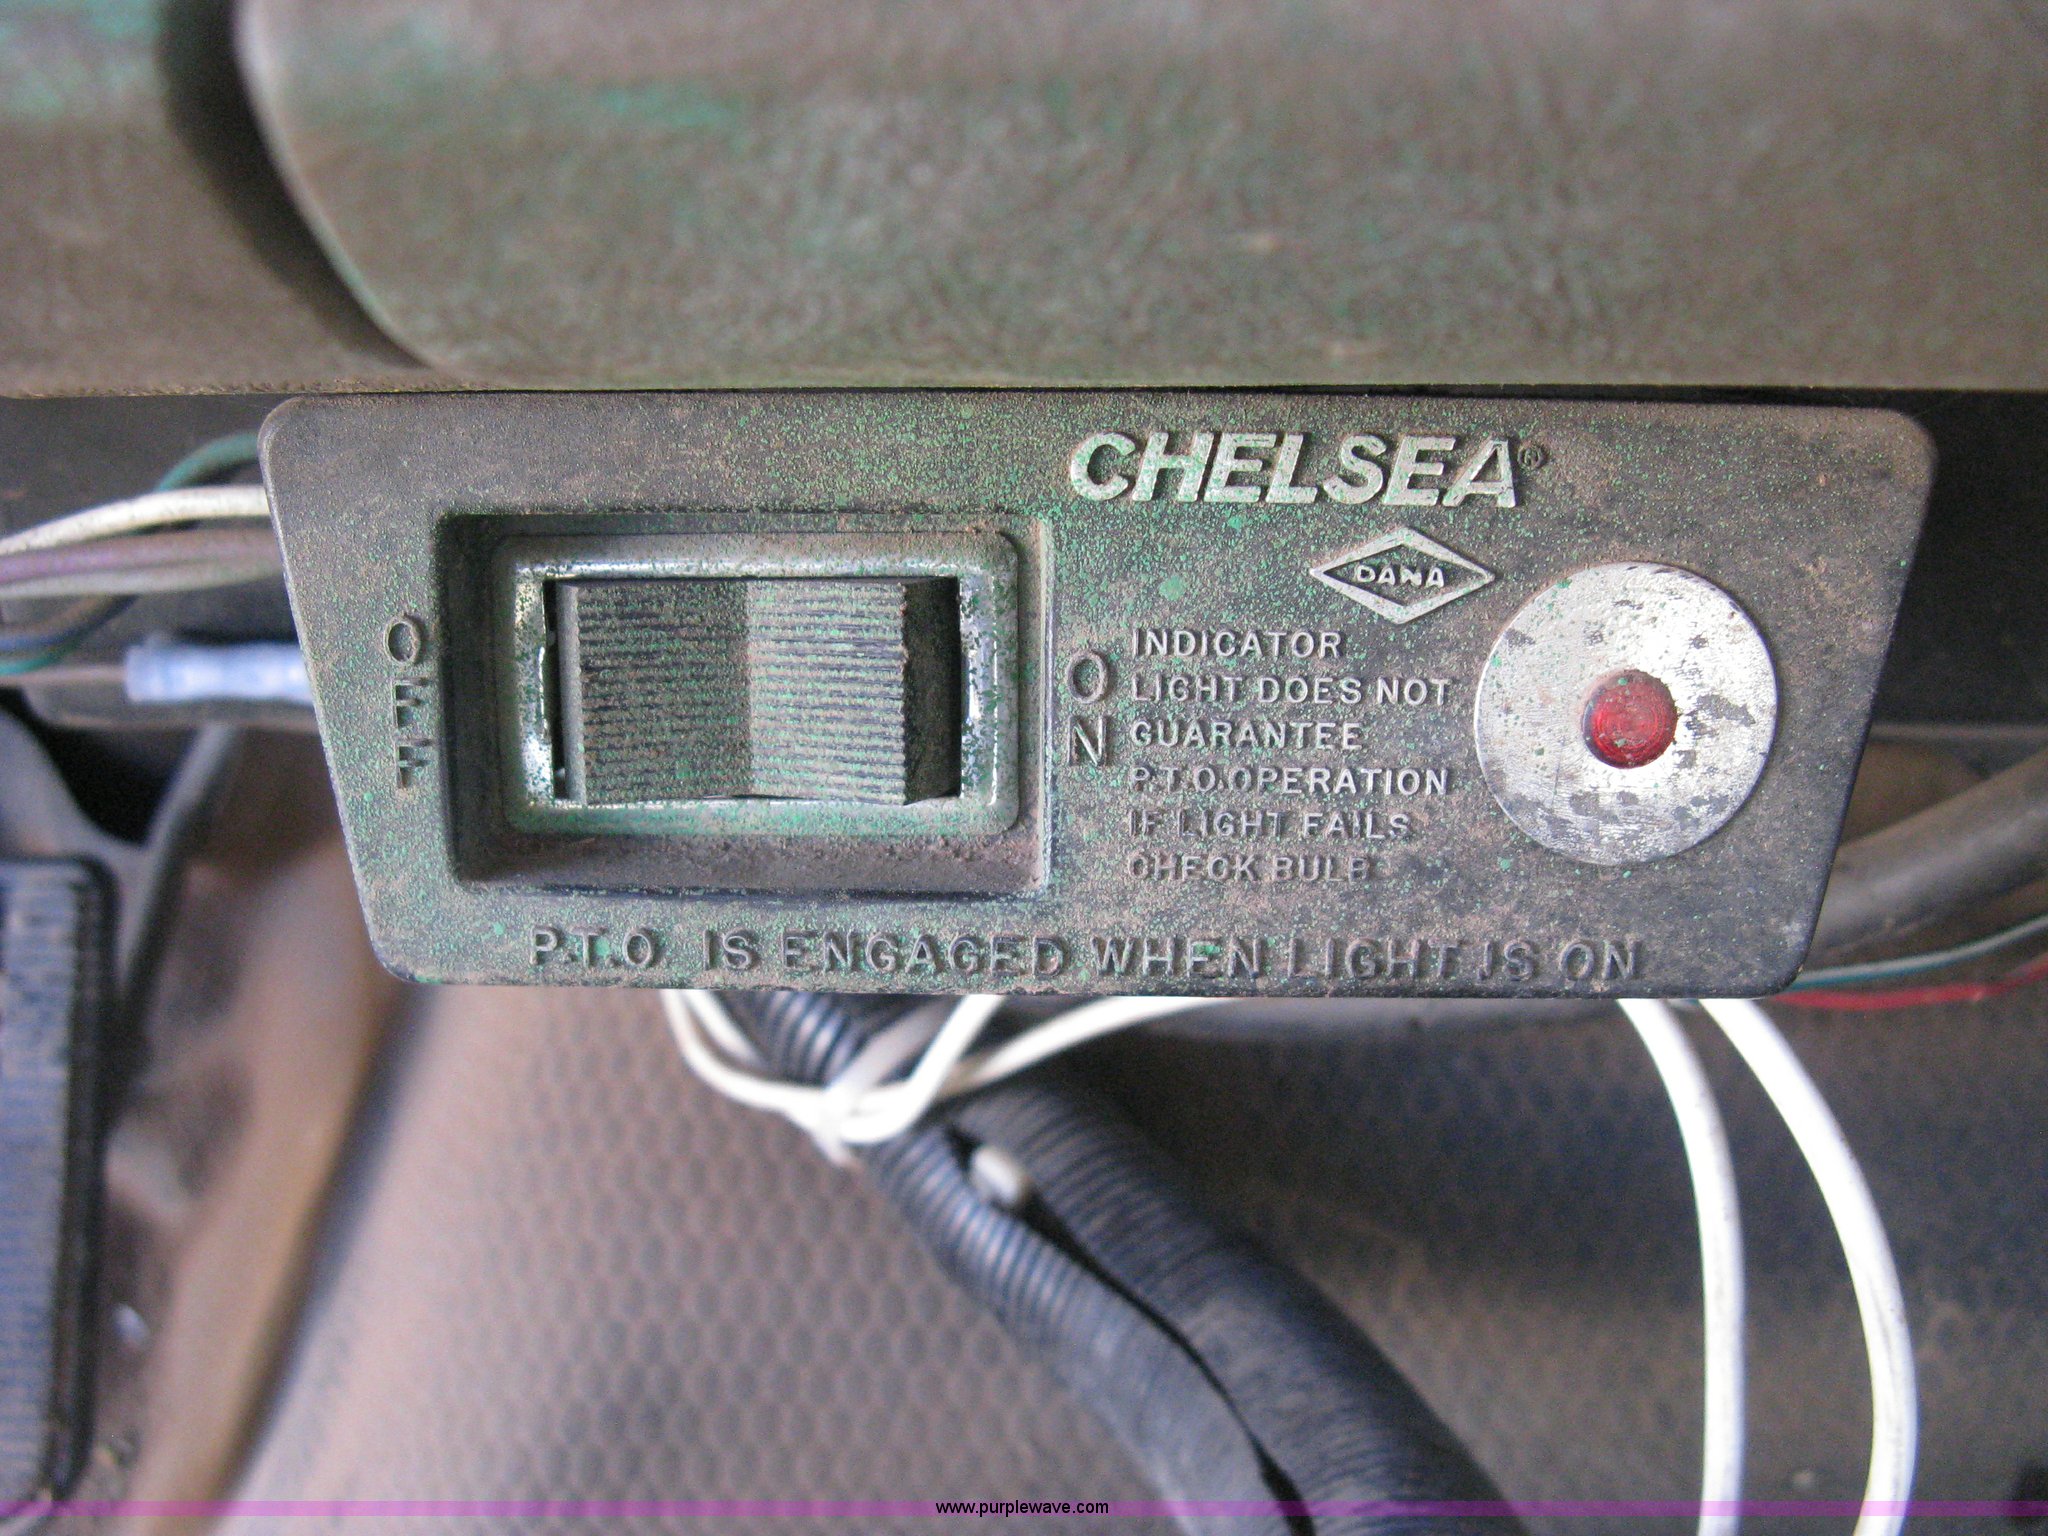 CHELSEA®
DANA
OFF
ON
INDICATOR
LIGHT DOES NOT
GUARANTEE
P.T.O. OPERATION
IF LIGHT FAILS
CHECK BULB
P.T.O IS ENGAGED WHEN LIGHT IS ON
www.purplewave.com